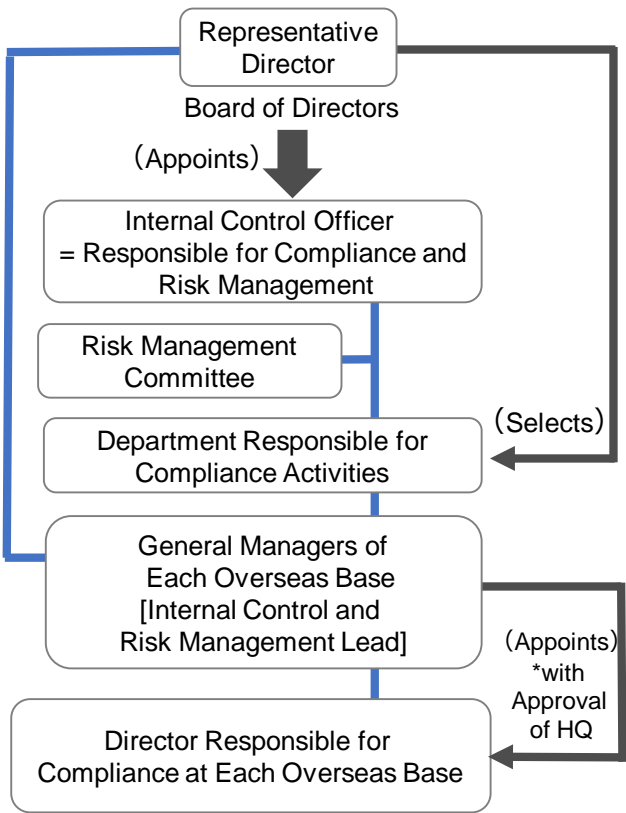 Representative
Director
Board of Directors
（Appoints）
Internal Control Officer
= Responsible for Compliance and
Risk Management
Risk Management
Committee
（Selects）
Department Responsible for
Compliance Activities
General Managers of
Each Overseas Base
[Internal Control and
Risk Management Lead]
（Appoints）
*with
Approval
of HQ
Director Responsible for
Compliance at Each Overseas Base